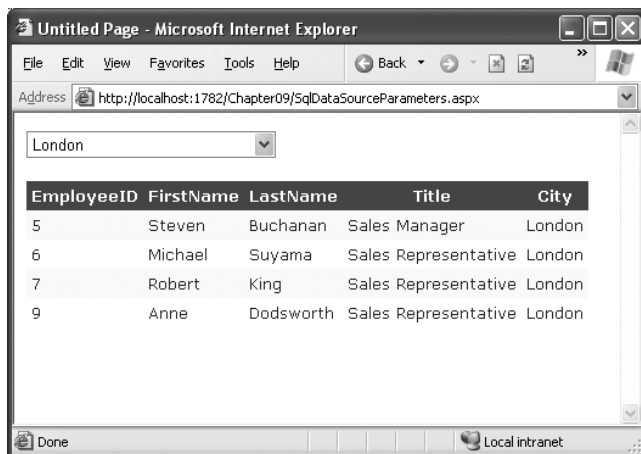 Untitled Page - Microsoft Internet Explorer
File Edit View Favorites Tools Help Back »
Address http://localhost:1782/Chapter09/SqlDataSourceParameters.aspx
London
EmployeeID FirstName LastName Title City
5 Steven Buchanan Sales Manager London
6 Michael Suyama Sales Representative London
7 Robert King Sales Representative London
9 Anne Dodsworth Sales Representative London
Done Local intranet